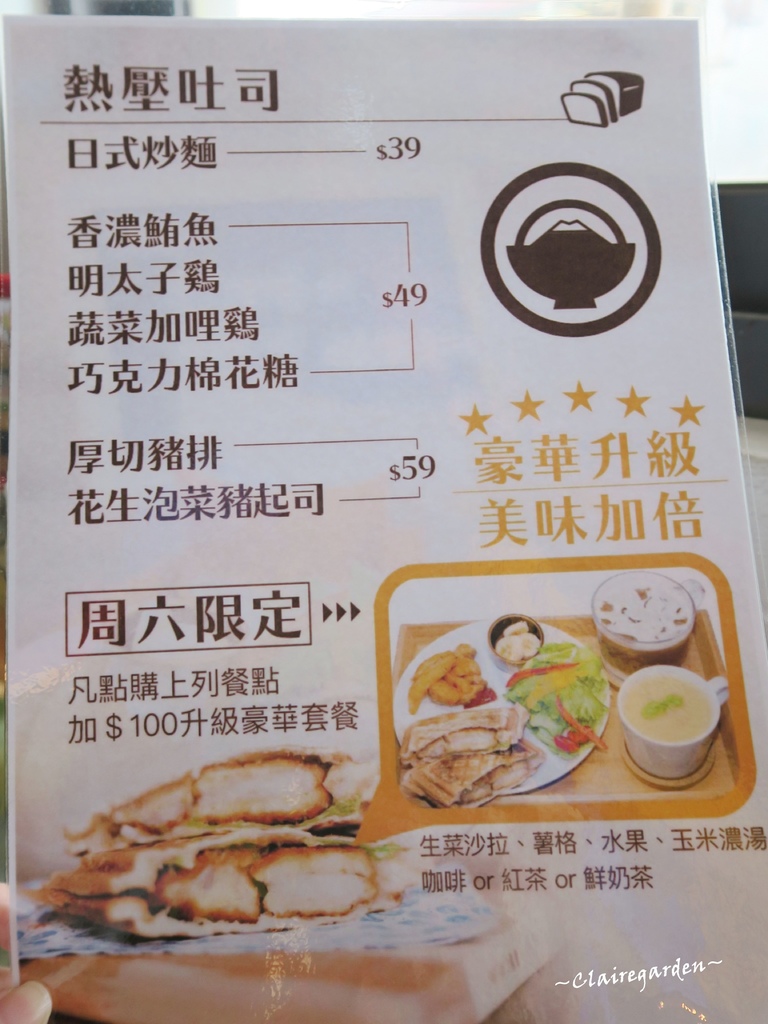 熱壓吐司
日式炒麵 $39
香濃鮪魚
明太子鷄
$49
蔬菜加哩鷄
巧克力棉花糖
厚切豬排
$59
花生泡菜豬起司
豪華升級
美味加倍
周六限定
凡點購上列餐點
加＄100升級豪華套餐
生菜沙拉、薯格、水果、玉米濃湯
咖啡 or 紅茶 or 鮮奶茶
~Clairegarden~